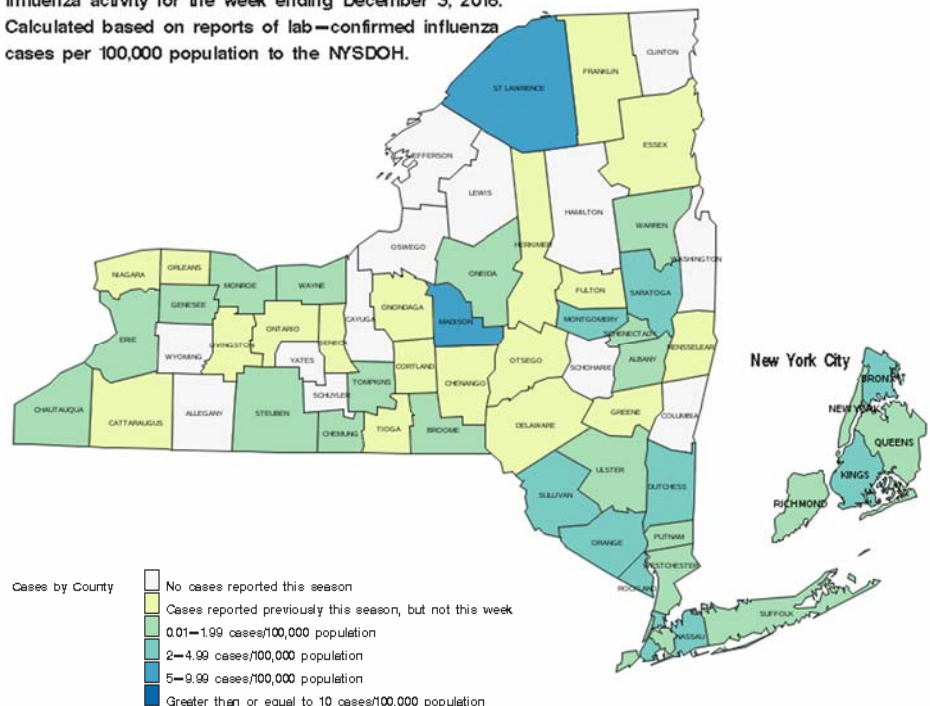 Influenza activity for the week ending December 3, 2016.
Calculated based on reports of lab-confirmed influenza
cases per 100,000 population to the NYSDOH.
CLINTON
FRANKLIN
ST LAWRENCE
ESSEX
JEFFERSON
LEWIS
HAMILTON
WARREN
OSWEGO
HERKIMER
WASHINGTON
ONEIDA
NIAGARA
ORLEANS
MONROE
WAYNE
FULTON
SARATOGA
GENESEE
ONONDAGA
CAYUGA
MADISON
MONTGOMERY
ERIE
ONTARIO
SENECA
LIVINGSTON
SCHENECTADY
RENSSELAER
WYOMING
YATES
OTSEGO
ALBANY
SCHOHARIE
CORTLAND
CHENANGO
New York City
TOMPKINS
BRONX
SCHUYLER
CHAUTAUQUA
CATTARAUGUS
ALLEGANY
STEUBEN
NEW YORK
GREENE
COLUMBIA
CHEMUNG
TIOGA
BROOME
DELAWARE
QUEENS
ULSTER
KINGS
SULLIVAN
DUTCHESS
RICHMOND
ORANGE
PUTNAM
WESTCHESTER
ROCKLAND
SUFFOLK
NASSAU
Cases by County
No cases reported this season
Cases reported previously this season, but not this week
0.01-1.99 cases/100,000 population
2-4.99 cases/100,000 population
5-9.99 cases/100,000 population
Greater than or equal to 10 cases/100,000 population